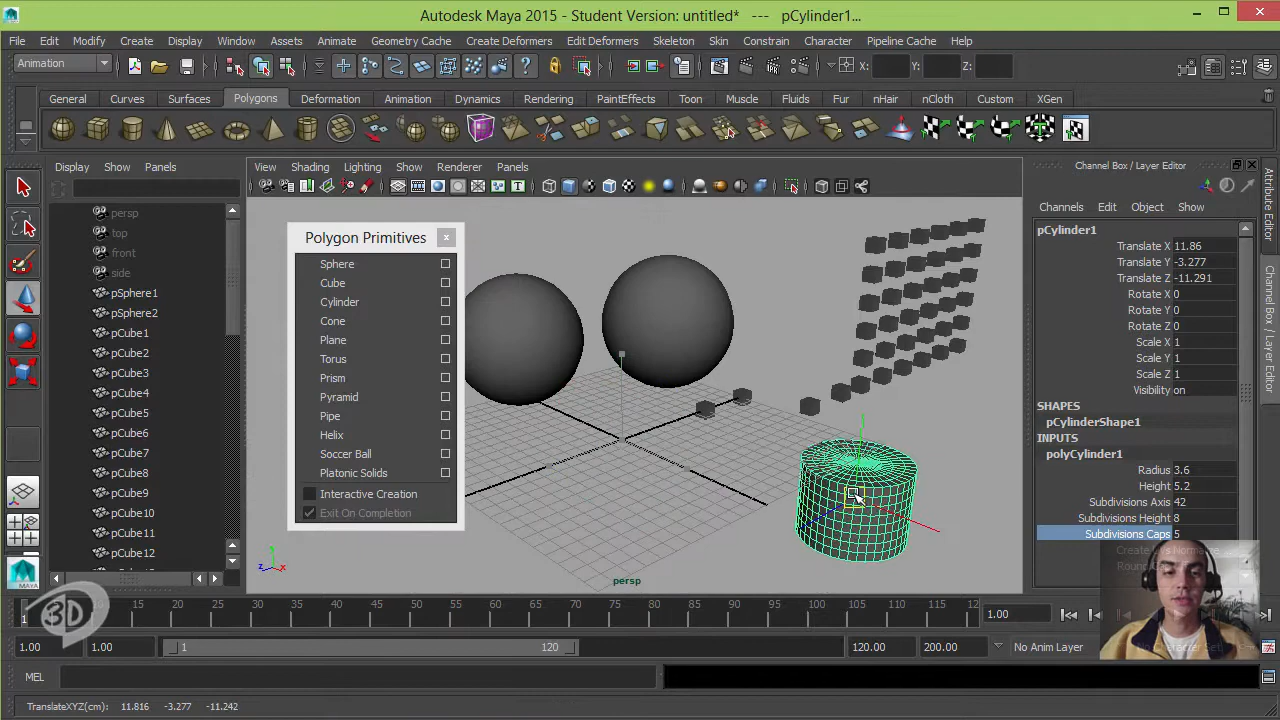 Autodesk Maya 2015 - Student Version: untitled* --- pCylinder1...
File Edit Modify Create Display Window Assets Animate Geometry Cache Create Deformers Edit Deformers Skeleton Skin Constrain Character Pipeline Cache Help
Animation X: Y: Z:
General Curves Surfaces Polygons Deformation Animation Dynamics Rendering PaintEffects Toon Muscle Fluids Fur nHair nCloth Custom XGen
Display Show Panels
View Shading Lighting Show Renderer Panels
Channel Box / Layer Editor
persp
top
front
side
pSphere1
pSphere2
pCube1
pCube2
pCube3
pCube4
pCube5
pCube6
pCube7
pCube8
pCube9
pCube10
pCube11
pCube12
Polygon Primitives x
Sphere
Cube
Cylinder
Cone
Plane
Torus
Prism
Pyramid
Pipe
Helix
Soccer Ball
Platonic Solids
Interactive Creation
Exit On Completion
y
z x
persp
Channels Edit Object Show
pCylinder1
Translate X 11.86
Translate Y -3.277
Translate Z -11.291
Rotate X 0
Rotate Y 0
Rotate Z 0
Scale X 1
Scale Y 1
Scale Z 1
Visibility on
SHAPES
pCylinderShape1
INPUTS
polyCylinder1
Radius 3.6
Height 5.2
Subdivisions Axis 42
Subdivisions Height 8
Subdivisions Caps 5
Attribute Editor
Channel Box / Layer Editor
MAYA
3D
1 10 15 20 25 30 35 40 45 50 55 60 65 70 75 80 85 90 95 100 105 110 115 12 1.00
1.00 1.00 1 120 120.00 200.00 No Anim Layer
MEL
TranslateXYZ(cm): 11.816 -3.277 -11.242